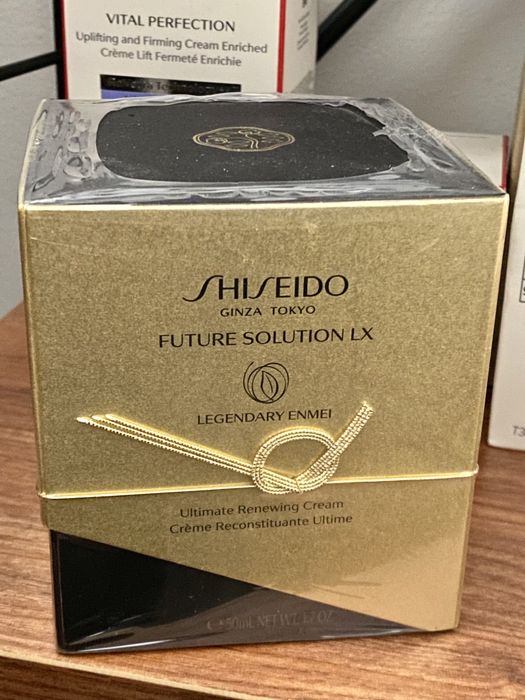 VITAL PERFECTION
Uplifting and Firming Cream Enriched
Crème Lift Fermeté Enrichie
SHISEIDO
GINZA TOKYO
FUTURE SOLUTION LX
LEGENDARY ENMEI
Ultimate Renewing Cream
Crème Reconstituante Ultime
50mL NET WT. 1.7 OZ.